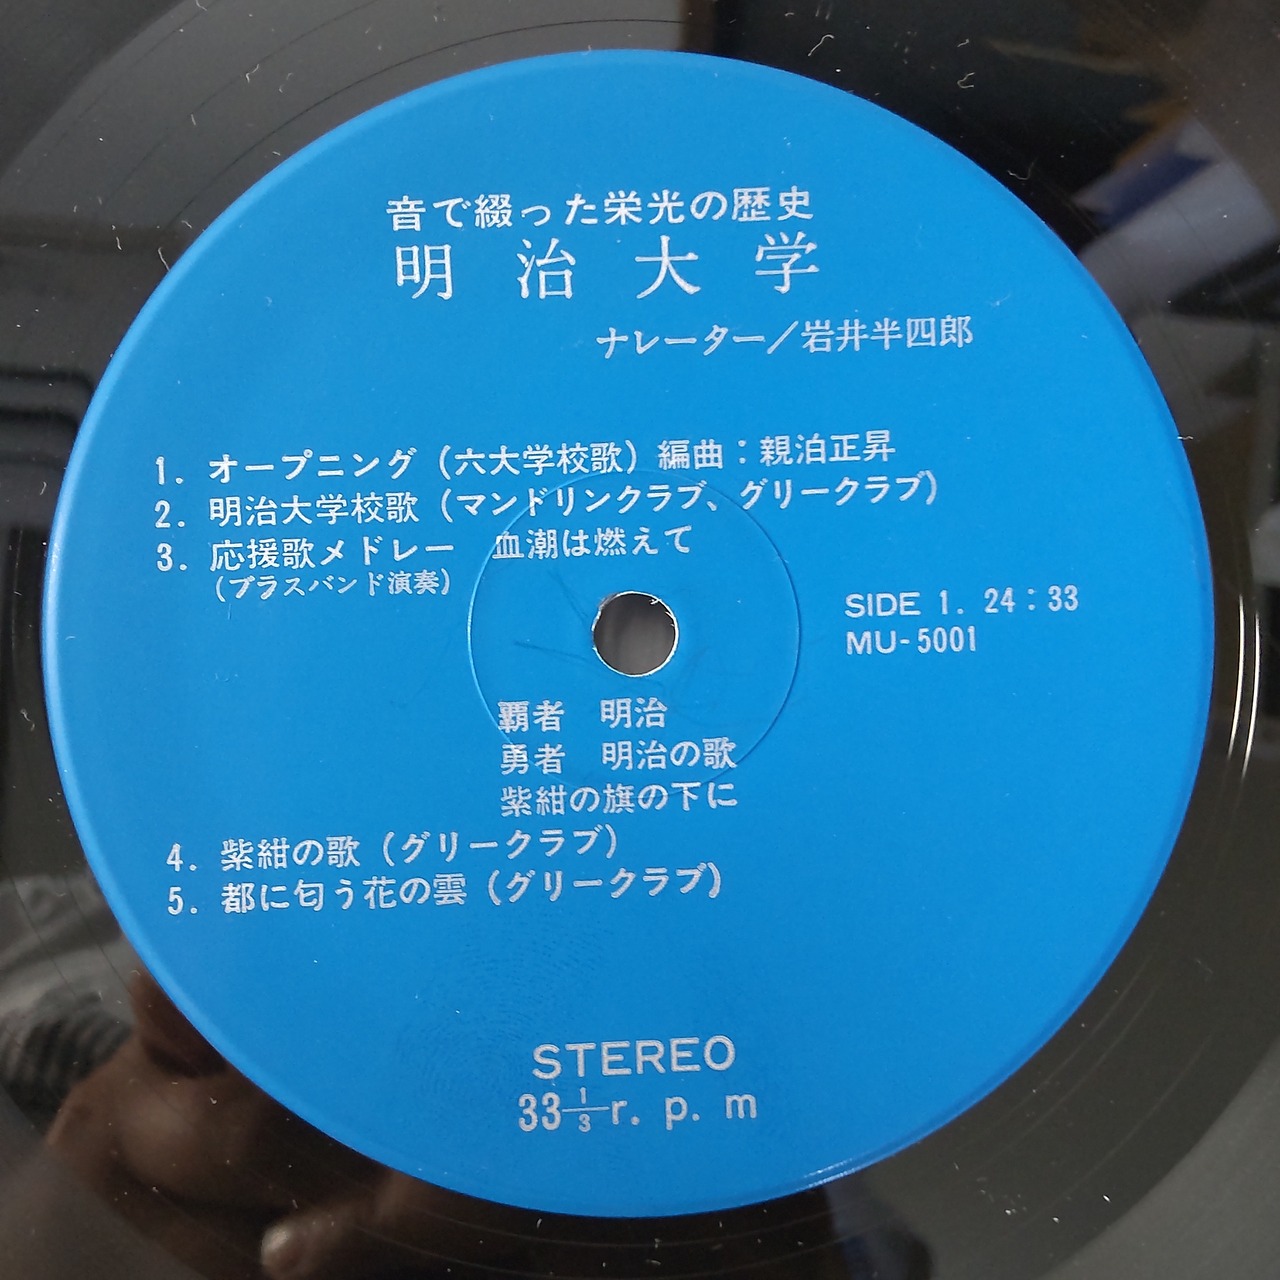 音で綴った栄光の歴史
明治大学
ナレーター／岩井半四郎
1. オープニング（六大学校歌）編曲：親泊正昇
2. 明治大学校歌（マンドリンクラブ、グリークラブ）
3. 応援歌メドレー　血潮は燃えて
（ブラスバンド演奏）
SIDE 1. 24：33
MU-5001
覇者　明治
勇者　明治の歌
紫紺の旗の下に
4. 紫紺の歌（グリークラブ）
5. 都に匂う花の雲（グリークラブ）
STEREO
33⅓r. p. m